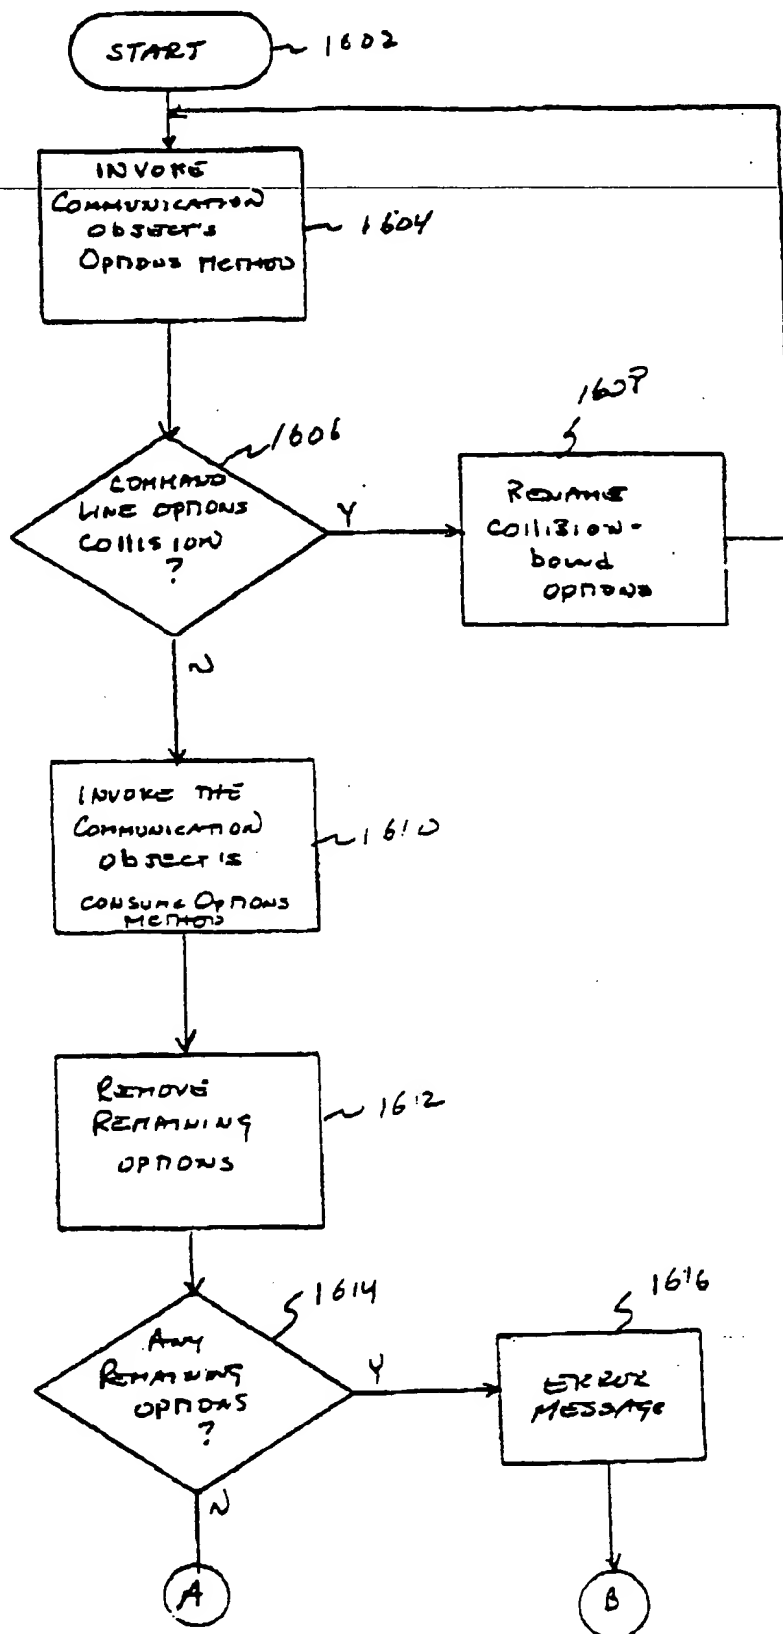 START
1602
INVOKE
COMMUNICATION
ObJECT'S
OPTIONS METHOD
1604
1606
COMMAND
LINE OPTIONS
COllISION
?
Y
1608
RENAME
COllISION-
bound
OPTIONS
N
INVOKE THE
COMMUNICATION
ObJECT'S
CONSUME OPTIONS
METHOD
1610
REMOVE
REMAINING
OPTIONS
1612
1614
ANY
REMAINING
OPTIONS
?
Y
1616
ERROR
MESSAGE
N
A
B